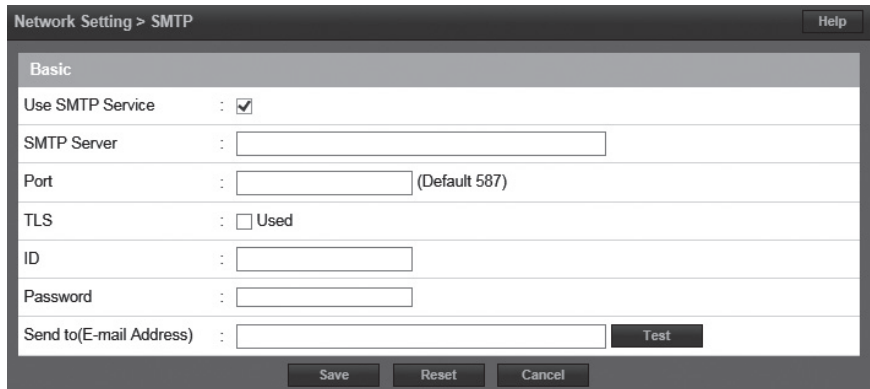 Network Setting > SMTP Help
Basic
Use SMTP Service :
SMTP Server :
Port : (Default 587)
TLS : Used
ID :
Password :
Send to(E-mail Address) : Test
Save Reset Cancel